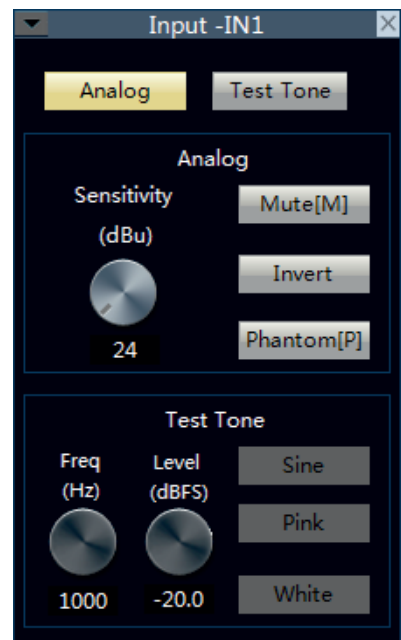 Input -IN1
Analog
Test Tone
Analog
Sensitivity
(dBu)
24
Mute[M]
Invert
Phantom[P]
Test Tone
Freq
(Hz)
1000
Level
(dBFS)
-20.0
Sine
Pink
White